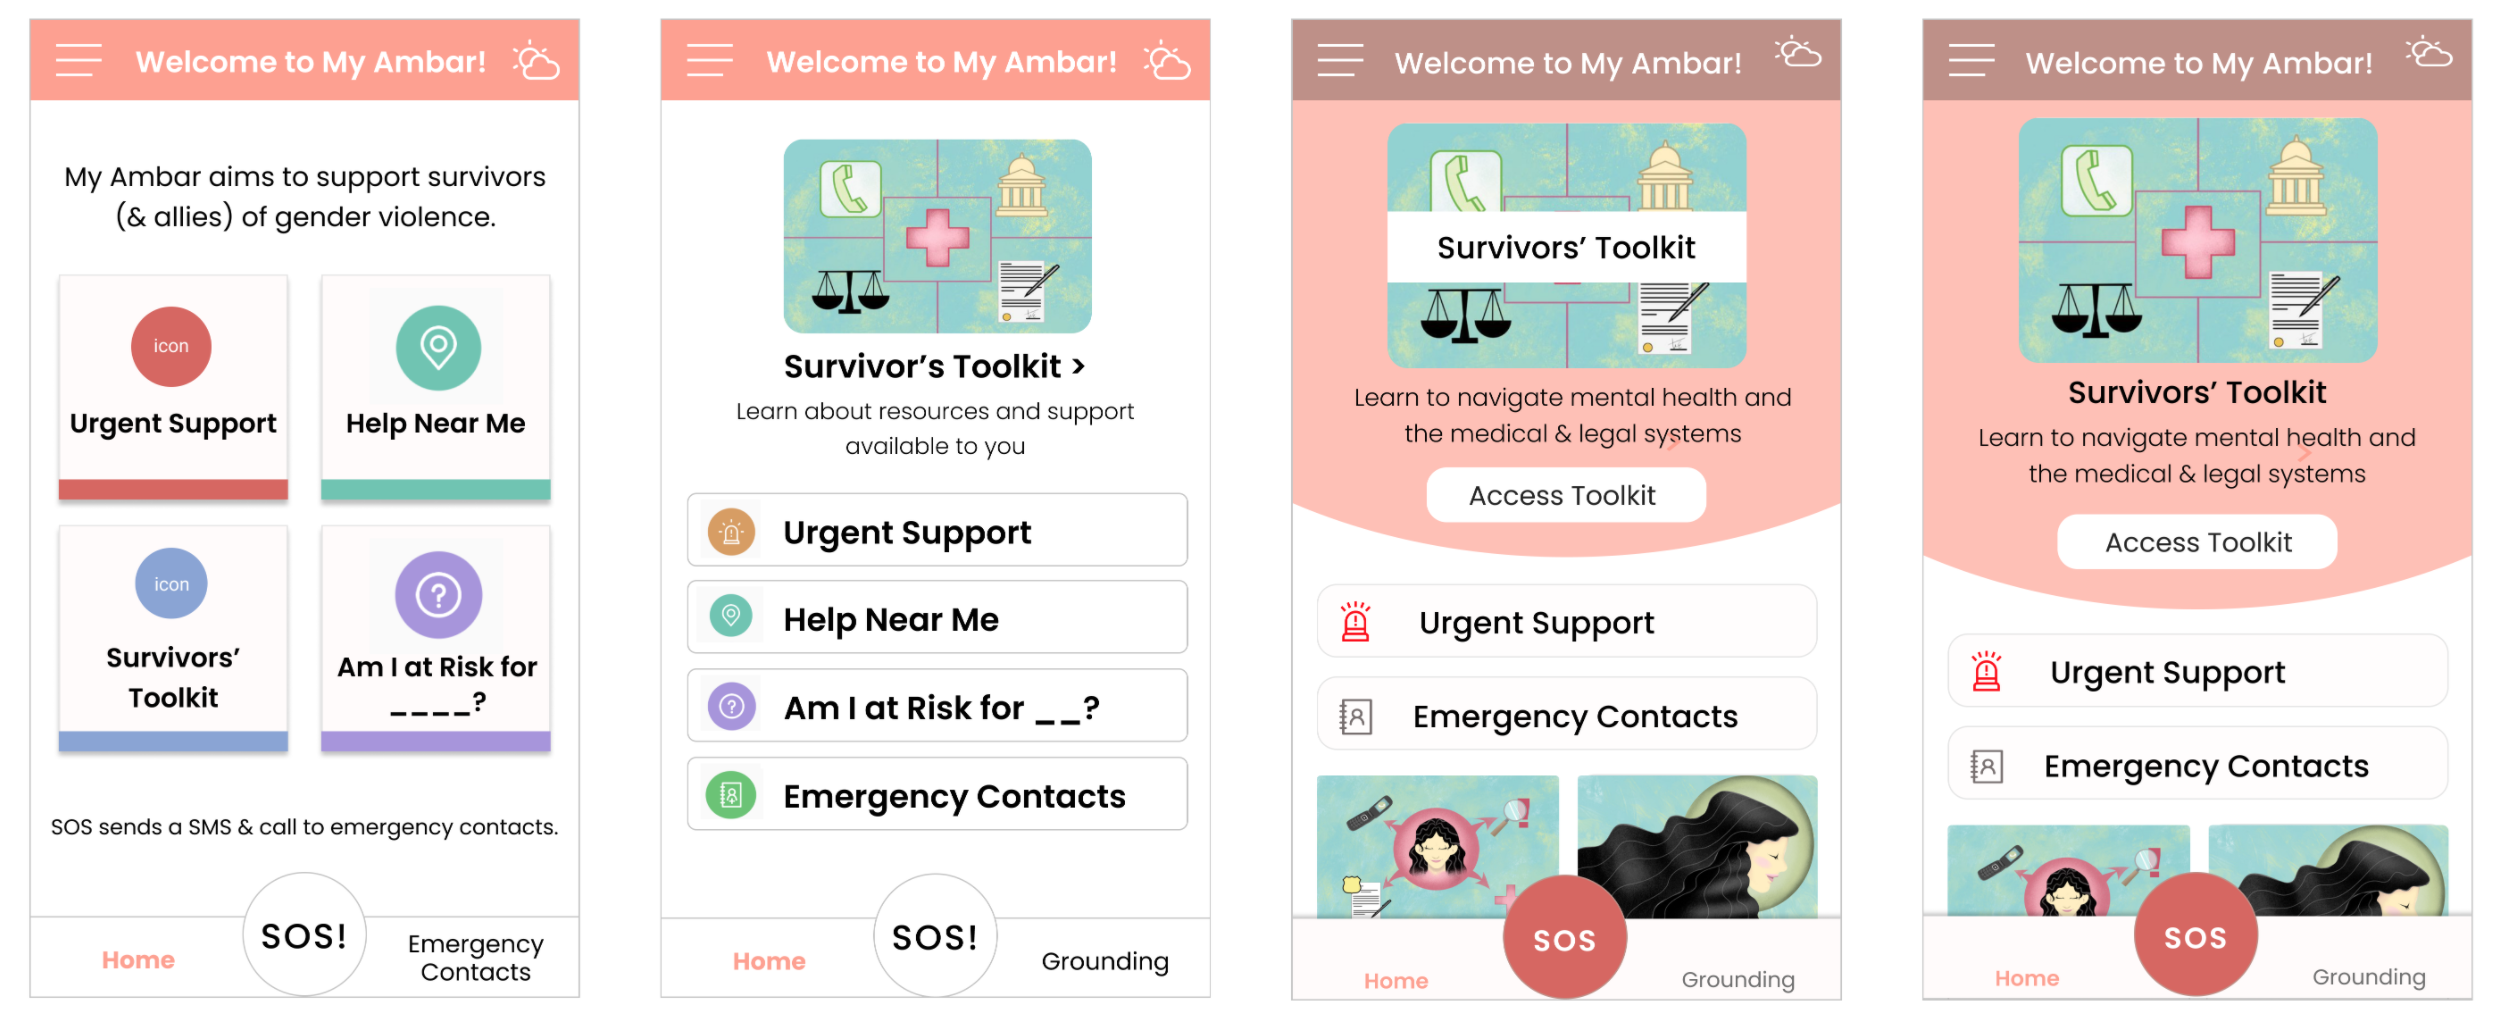 Welcome to My Ambar!
My Ambar aims to support survivors
(& allies) of gender violence.
icon
Urgent Support
Help Near Me
icon
Survivors’
Toolkit
Am I at Risk for
____?
SOS sends a SMS & call to emergency contacts.
Home
SOS!
Emergency
Contacts
Welcome to My Ambar!
Survivor’s Toolkit >
Learn about resources and support
available to you
Urgent Support
Help Near Me
Am I at Risk for __?
Emergency Contacts
Home
SOS!
Grounding
Welcome to My Ambar!
Survivors’ Toolkit
Learn to navigate mental health and
the medical & legal systems
Access Toolkit
Urgent Support
Emergency Contacts
Home
SOS
Grounding
Welcome to My Ambar!
Survivors’ Toolkit
Learn to navigate mental health and
the medical & legal systems
Access Toolkit
Urgent Support
Emergency Contacts
Home
SOS
Grounding